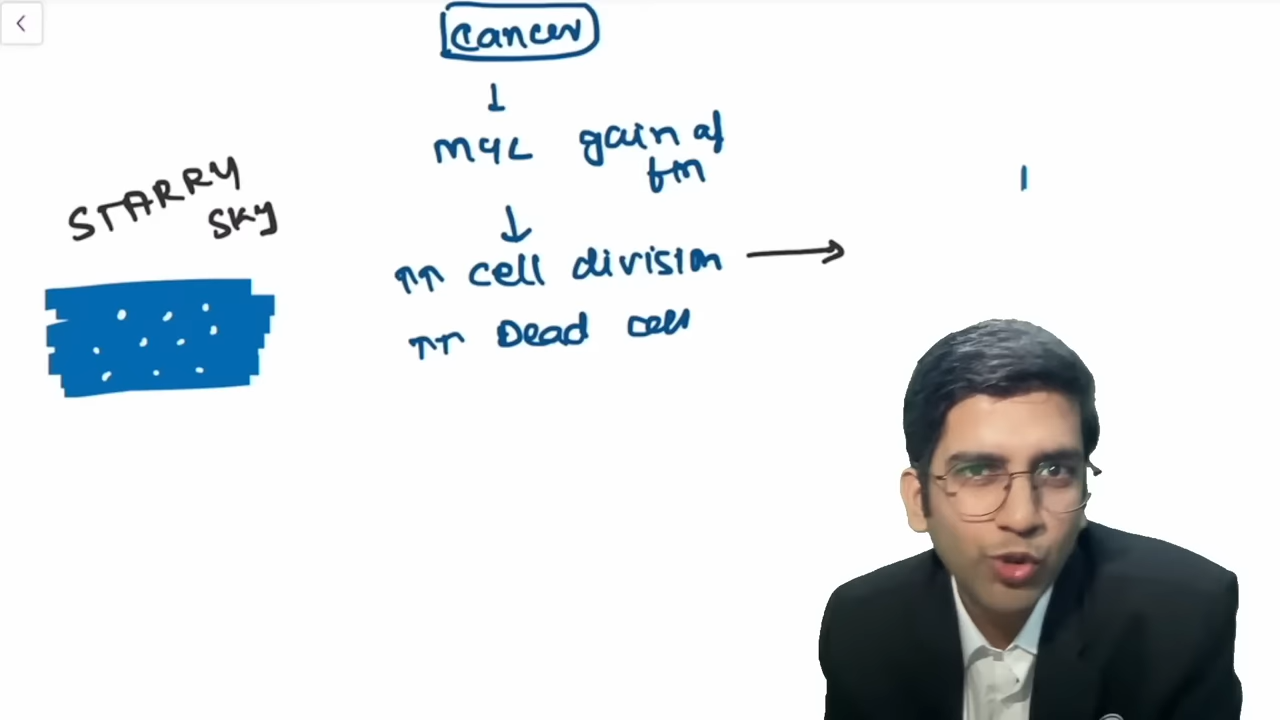 cancer
MYC gain of
fn
STARRY
SKY
↑↑ cell division
↑↑ Dead cell